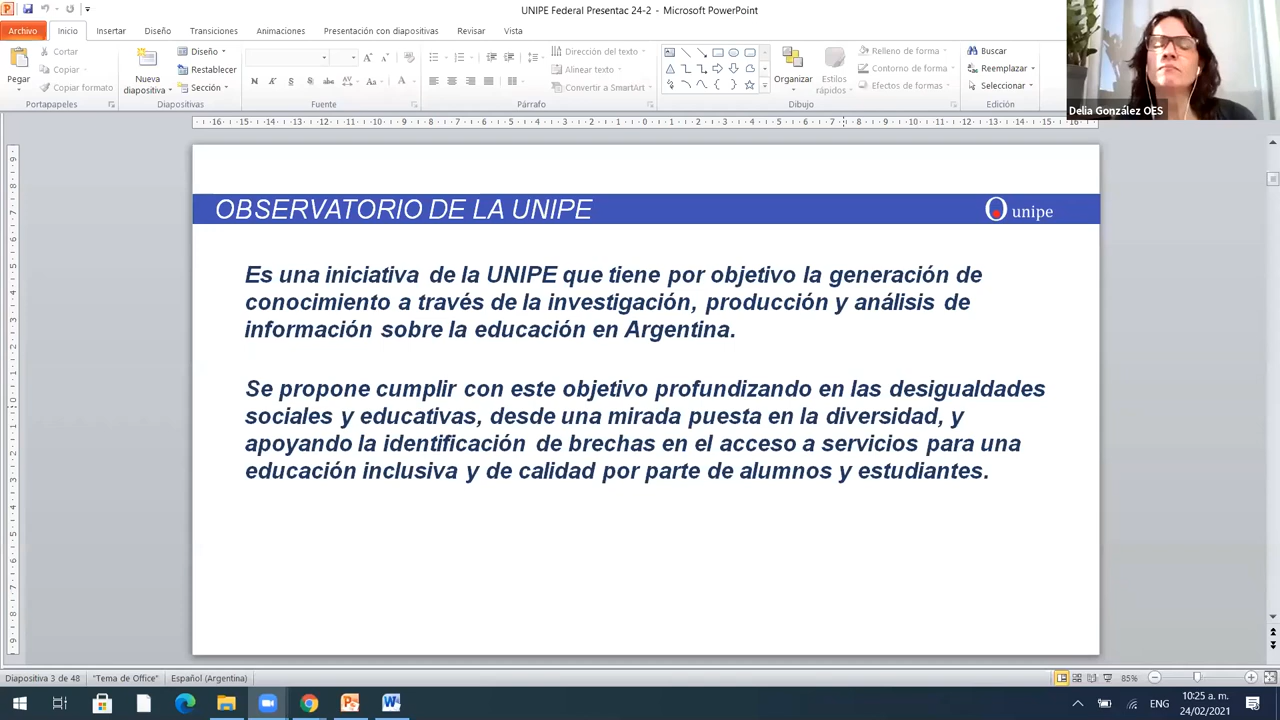 UNIPE Federal Presentac 24-2 - Microsoft PowerPoint
Archivo Inicio Insertar Diseño Transiciones Animaciones Presentación con diapositivas Revisar Vista
Pegar
Cortar
Copiar
Copiar formato
Portapapeles
Nueva
diapositiva
Diseño
Restablecer
Sección
Diapositivas
N K S S abc
Fuente
Dirección del texto
Alinear texto
Convertir a SmartArt
Párrafo
Organizar
Estilos
rápidos
Relleno de forma
Contorno de forma
Efectos de formas
Dibujo
Buscar
Reemplazar
Seleccionar
Edición
Delia González OES
OBSERVATORIO DE LA UNIPE
O unipe
Es una iniciativa de la UNIPE que tiene por objetivo la generación de
conocimiento a través de la investigación, producción y análisis de
información sobre la educación en Argentina.
Se propone cumplir con este objetivo profundizando en las desigualdades
sociales y educativas, desde una mirada puesta en la diversidad, y
apoyando la identificación de brechas en el acceso a servicios para una
educación inclusiva y de calidad por parte de alumnos y estudiantes.
Diapositiva 3 de 48 "Tema de Office" Español (Argentina) 85%
ENG
10:25 a. m.
24/02/2021